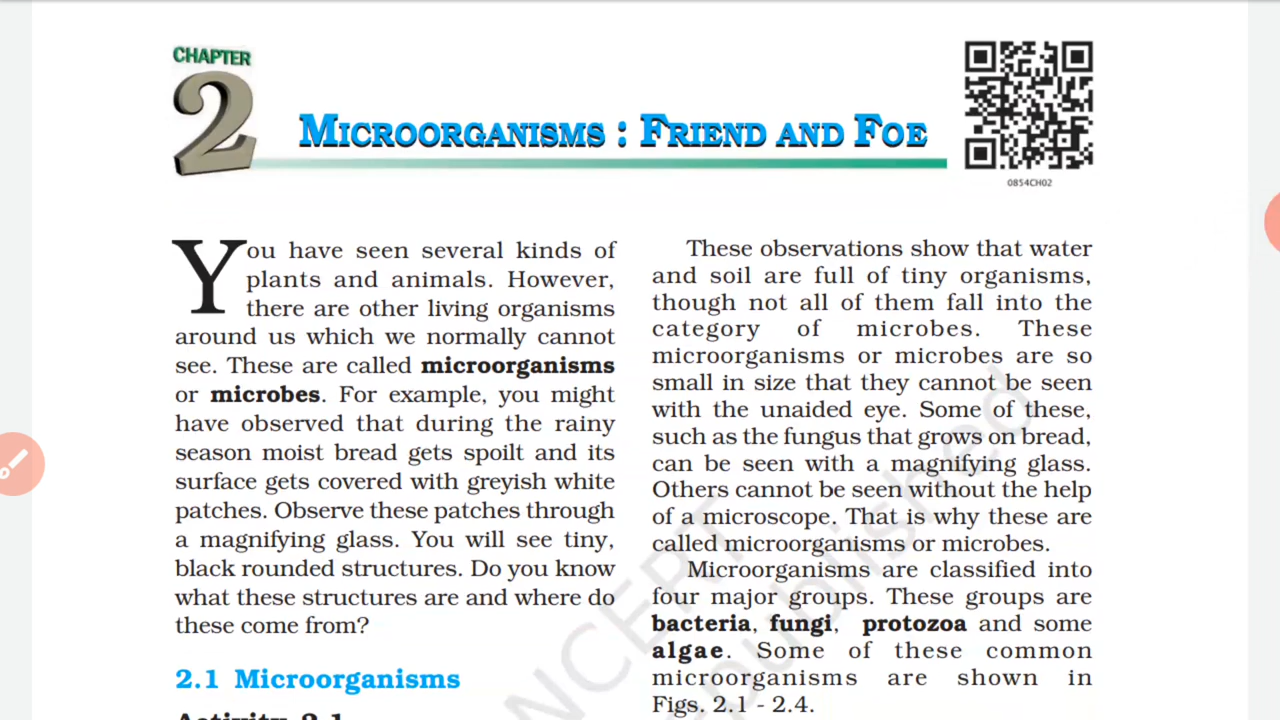 CHAPTER
2
MICROORGANISMS : FRIEND AND FOE
0854CH02
You have seen several kinds of
plants and animals. However,
there are other living organisms
around us which we normally cannot
see. These are called microorganisms
or microbes. For example, you might
have observed that during the rainy
season moist bread gets spoilt and its
surface gets covered with greyish white
patches. Observe these patches through
a magnifying glass. You will see tiny,
black rounded structures. Do you know
what these structures are and where do
these come from?
2.1 Microorganisms
Activity 2.1
These observations show that water
and soil are full of tiny organisms,
though not all of them fall into the
category of microbes. These
microorganisms or microbes are so
small in size that they cannot be seen
with the unaided eye. Some of these,
such as the fungus that grows on bread,
can be seen with a magnifying glass.
Others cannot be seen without the help
of a microscope. That is why these are
called microorganisms or microbes.
Microorganisms are classified into
four major groups. These groups are
bacteria, fungi, protozoa and some
algae. Some of these common
microorganisms are shown in
Figs. 2.1 - 2.4.
NCERT
republished